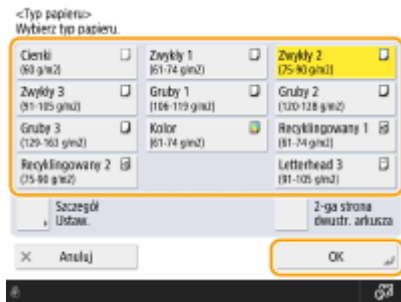 <Typ papieru>
Wybierz typ papieru.
Cienki
(60 g/m2)
Zwykły 1
(61-74 g/m2)
Zwykły 2
(75-90 g/m2)
Zwykły 3
(91-105 g/m2)
Gruby 1
(106-119 g/m2)
Gruby 2
(120-128 g/m2)
Gruby 3
(129-163 g/m2)
Kolor
(61-74 g/m2)
Recyklingowany 1
(61-74 g/m2)
Recyklingowany 2
(75-90 g/m2)
Letterhead 3
(91-105 g/m2)
Szczegół
Ustaw.
2-ga strona
dwustr. arkusza
Anuluj
OK